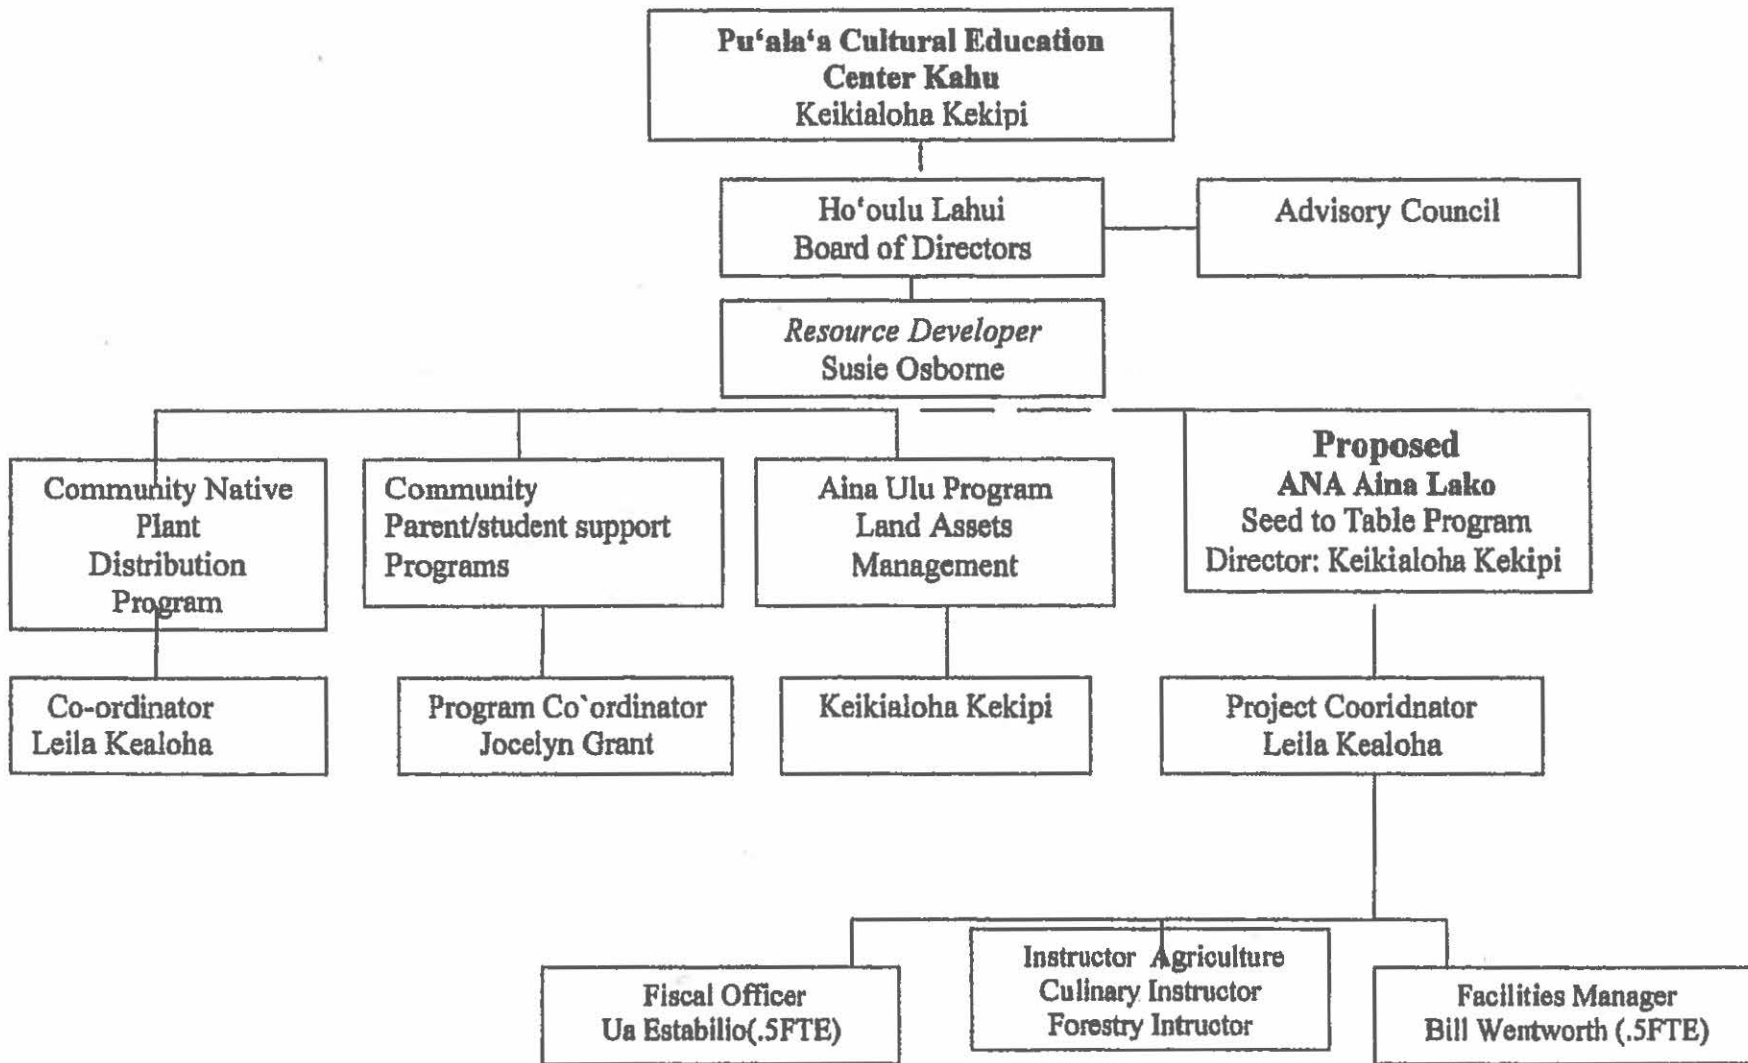 Pu‘ala‘a Cultural Education
Center Kahu
Keikialoha Kekipi
Ho‘oulu Lahui
Board of Directors
Advisory Council
Resource Developer
Susie Osborne
Community Native
Plant
Distribution
Program
Community
Parent/student support
Programs
Aina Ulu Program
Land Assets
Management
Proposed
ANA Aina Lako
Seed to Table Program
Director: Keikialoha Kekipi
Co-ordinator
Leila Kealoha
Program Co`ordinator
Jocelyn Grant
Keikialoha Kekipi
Project Cooridnator
Leila Kealoha
Fiscal Officer
Ua Estabilio(.5FTE)
Instructor Agriculture
Culinary Instructor
Forestry Intructor
Facilities Manager
Bill Wentworth (.5FTE)